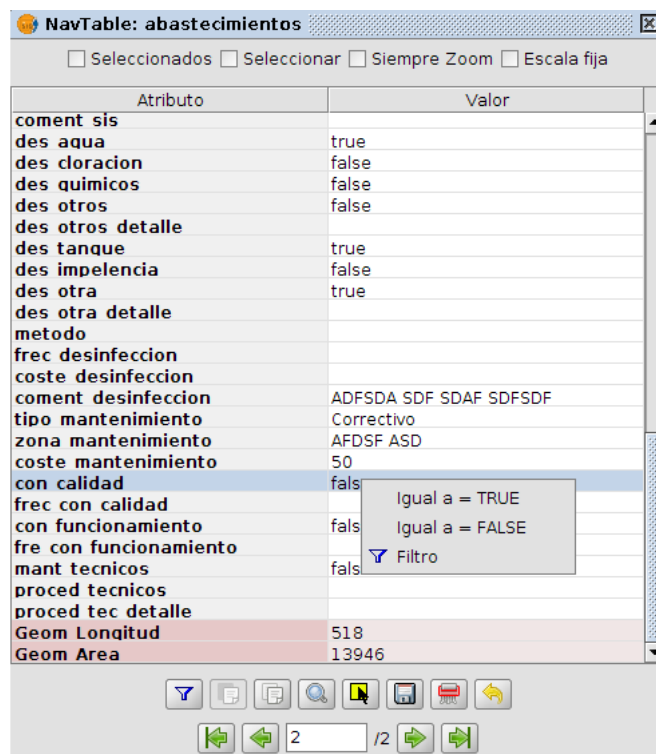 NavTable: abastecimientos
Seleccionados Seleccionar Siempre Zoom Escala fija
Atributo Valor
coment sis
des agua true
des cloracion false
des quimicos false
des otros false
des otros detalle
des tanque true
des impelencia false
des otra true
des otra detalle
metodo
frec desinfeccion
coste desinfeccion
coment desinfeccion ADFSDA SDF SDAF SDFSDF
tipo mantenimiento Correctivo
zona mantenimiento AFDSF ASD
coste mantenimiento 50
con calidad fals
Igual a = TRUE
frec con calidad
con funcionamiento fals
Igual a = FALSE
fre con funcionamiento
mant tecnicos fals
Filtro
proced tecnicos
proced tec detalle
Geom Longitud 518
Geom Area 13946
2 /2